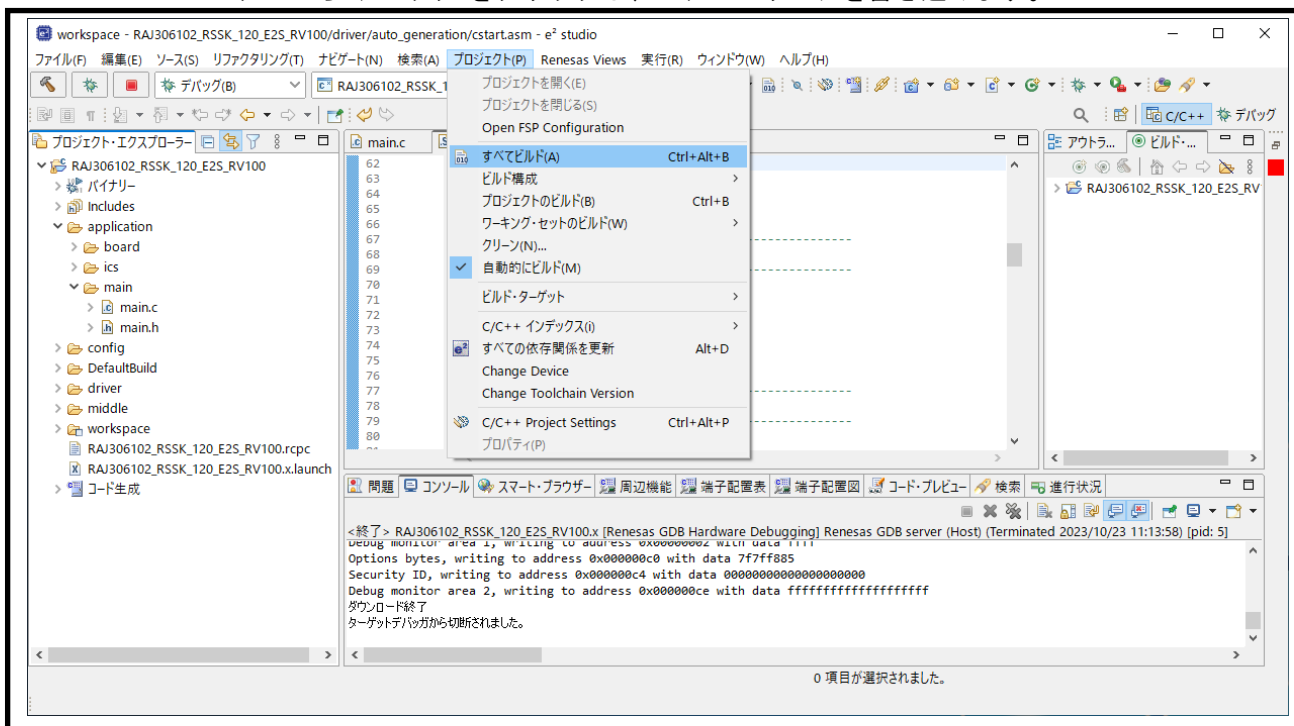 workspace - RAJ306102_RSSK_120_E2S_RV100/driver/auto_generation/cstart.asm - e² studio
ファイル(F) 編集(E) ソース(S) リファクタリング(T) ナビゲート(N) 検索(A) プロジェクト(P) Renesas Views 実行(R) ウィンドウ(W) ヘルプ(H)
デバッグ(B)
RAJ306102_RSSK_1
C/C++
デバッグ
プロジェクト・エクスプローラー
RAJ306102_RSSK_120_E2S_RV100
バイナリー
Includes
application
board
ics
main
main.c
main.h
config
DefaultBuild
driver
middle
workspace
RAJ306102_RSSK_120_E2S_RV100.rcpc
RAJ306102_RSSK_120_E2S_RV100.x.launch
コード生成
main.c
62
63
64
65
66
67
68
69
70
71
72
73
74
75
76
77
78
79
80
プロジェクトを開く(E)
プロジェクトを閉じる(S)
Open FSP Configuration
すべてビルド(A) Ctrl+Alt+B
ビルド構成
プロジェクトのビルド(B) Ctrl+B
ワーキング・セットのビルド(W)
クリーン(N)...
自動的にビルド(M)
ビルド・ターゲット
C/C++ インデックス(i)
すべての依存関係を更新 Alt+D
Change Device
Change Toolchain Version
C/C++ Project Settings Ctrl+Alt+P
プロパティ(P)
アウトラ... ビルド・...
RAJ306102_RSSK_120_E2S_RV
問題 コンソール スマート・ブラウザー 周辺機能 端子配置表 端子配置図 コード・プレビュー 検索 進行状況
<終了> RAJ306102_RSSK_120_E2S_RV100.x [Renesas GDB Hardware Debugging] Renesas GDB server (Host) (Terminated 2023/10/23 11:13:58) [pid: 5]
Debug monitor area 1, writing to address 0x00000002 with data ffff
Options bytes, writing to address 0x000000c0 with data 7f7ff885
Security ID, writing to address 0x000000c4 with data 00000000000000000000
Debug monitor area 2, writing to address 0x000000ce with data ffffffffffffffffffff
ダウンロード終了
ターゲットデバッガから切断されました。
0 項目が選択されました。